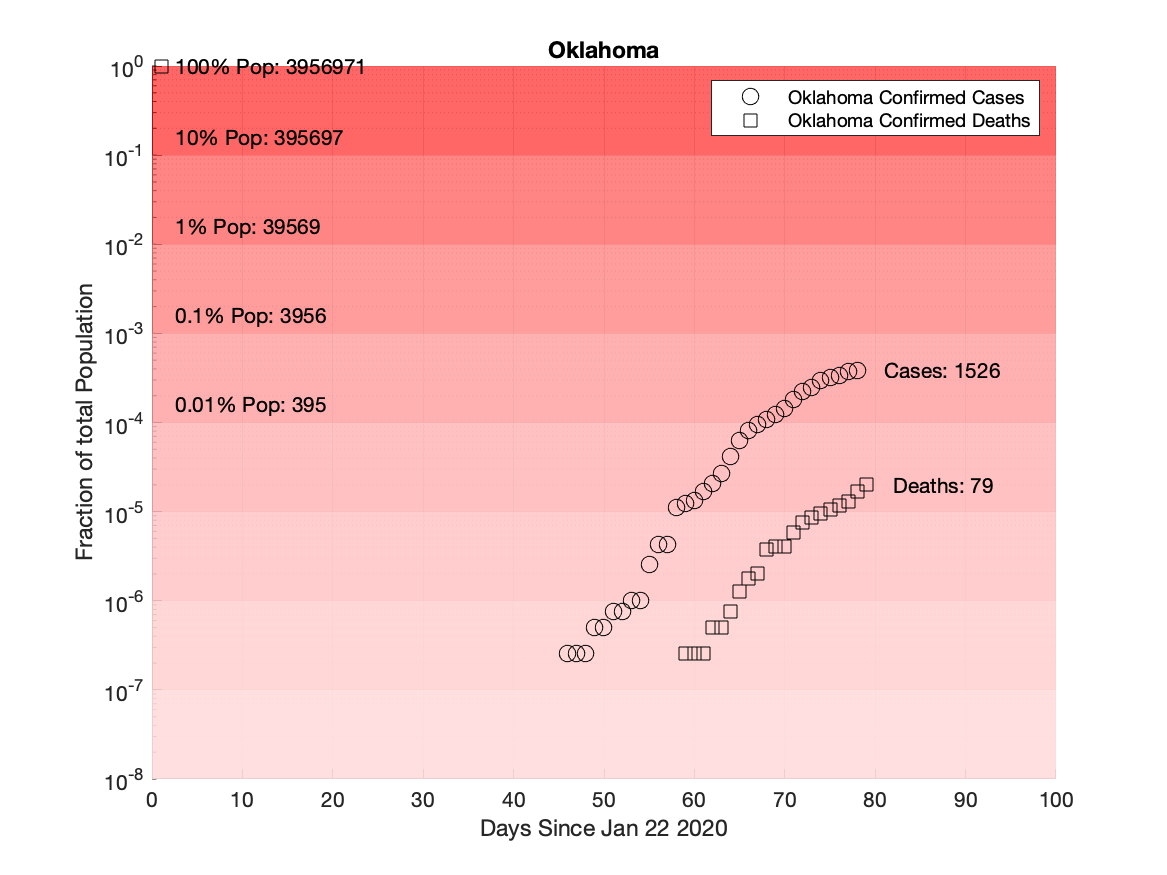 Oklahoma
10^0
100% Pop: 3956971
Oklahoma Confirmed Cases
Oklahoma Confirmed Deaths
10% Pop: 395697
10^-1
1% Pop: 39569
10^-2
0.1% Pop: 3956
10^-3
Cases: 1526
0.01% Pop: 395
10^-4
Deaths: 79
10^-5
10^-6
10^-7
10^-8
Fraction of total Population
0 10 20 30 40 50 60 70 80 90 100
Days Since Jan 22 2020